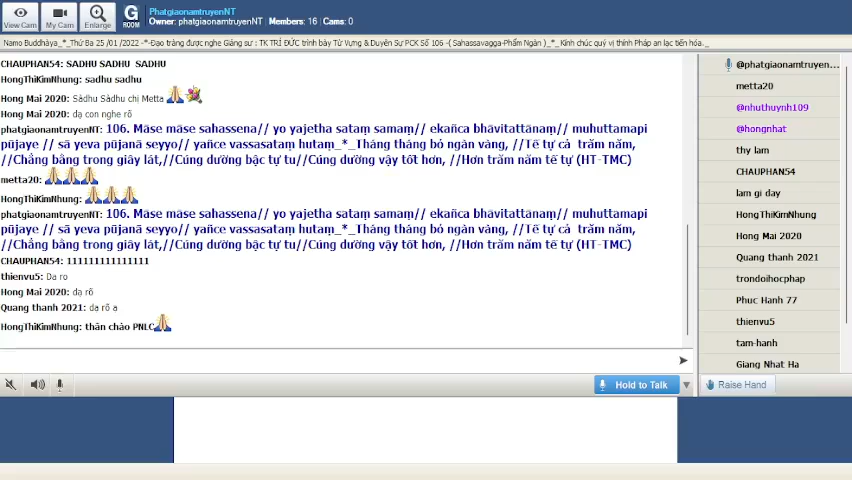 View Cam
My Cam
Enlarge
G
ROOM
PhatgiaonamtruyenNT
Owner: phatgiaonamtruyenNT | Members: 16 | Cams: 0
Namo Buddhàya_*_Thứ Ba 25 /01 /2022 -*-Đạo tràng được nghe Giảng sư : TK TRÍ ĐỨC trình bày Từ Vựng & Duyên Sự PCK Số 106 -( Sahassavagga-Phẩm Ngàn )_*_Kính chúc quý vị thính Pháp an lạc tiến hóa._
CHAUPHAN54: SADHU SADHU SADHU
HongThiKimNhung: sadhu sadhu
Hong Mai 2020: Sādhu Sādhu chị Metta
Hong Mai 2020: dạ con nghe rõ
phatgiaonamtruyenNT: 106. Māse māse sahassena// yo yajetha sataṃ samaṃ// ekañca bhāvitattānaṃ// muhuttamapi
pūjaye // sā yeva pūjanā seyyo// yañce vassasataṃ hutaṃ_*_Tháng tháng bỏ ngàn vàng, //Tế tự cả trăm năm,
//Chẳng bằng trong giây lát,//Cúng dường bậc tự tu//Cúng dường vậy tốt hơn, //Hơn trăm năm tế tự (HT-TMC)
metta20:
HongThiKimNhung:
phatgiaonamtruyenNT: 106. Māse māse sahassena// yo yajetha sataṃ samaṃ// ekañca bhāvitattānaṃ// muhuttamapi
pūjaye // sā yeva pūjanā seyyo// yañce vassasataṃ hutaṃ_*_Tháng tháng bỏ ngàn vàng, //Tế tự cả trăm năm,
//Chẳng bằng trong giây lát,//Cúng dường bậc tự tu//Cúng dường vậy tốt hơn, //Hơn trăm năm tế tự (HT-TMC)
CHAUPHAN54: 111111111111111
thienvu5: Da ro
Hong Mai 2020: dạ rõ
Quang thanh 2021: dạ rõ a
HongThiKimNhung: thân chào PNLC
@phatgiaonamtruyen...
metta20
@nhuthuynh109
@hongnhat
thy lam
CHAUPHAN54
lam gi day
HongThiKimNhung
Hong Mai 2020
Quang thanh 2021
trondoihocphap
Phuc Hanh 77
thienvu5
tam-hanh
Giang Nhat Ha
Hold to Talk
Raise Hand